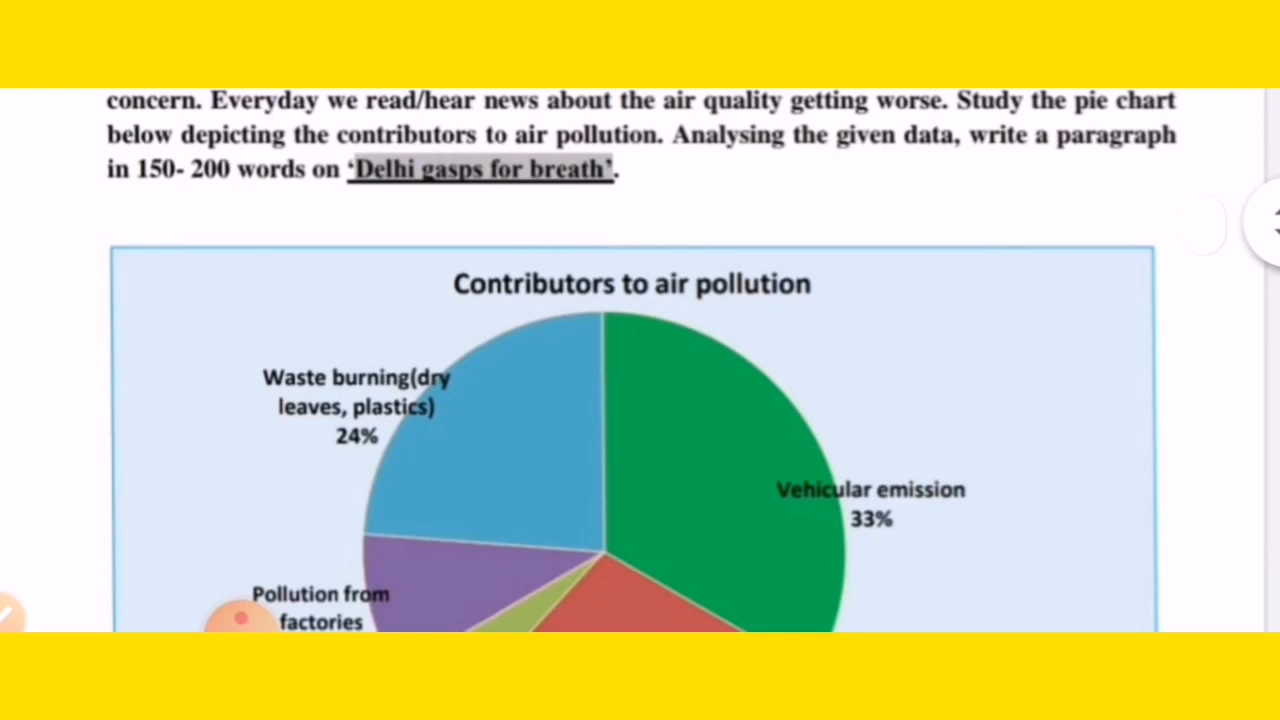 concern. Everyday we read/hear news about the air quality getting worse. Study the pie chart
below depicting the contributors to air pollution. Analysing the given data, write a paragraph
in 150- 200 words on ‘Delhi gasps for breath’.
Contributors to air pollution
Waste burning(dry
leaves, plastics)
24%
Vehicular emission
33%
Pollution from
factories